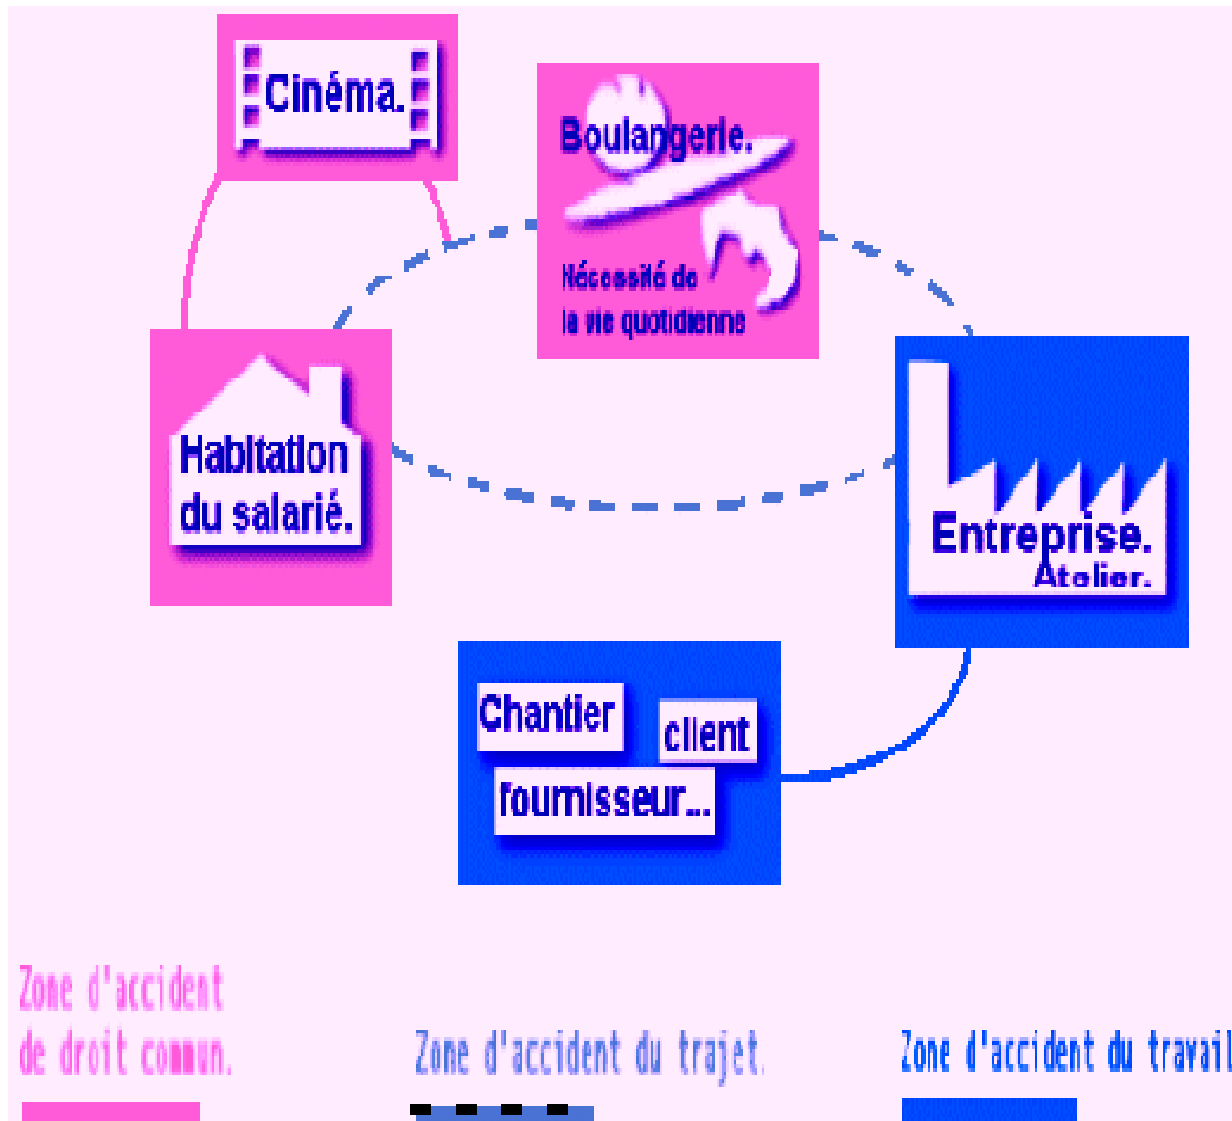 Cinéma.
Boulangerie.
Nécessité de
la vie quotidienne
Habitation
du salarié.
Entreprise.
Atelier.
Chantier
client
fournisseur...
Zone d'accident
de droit commun.
Zone d'accident du trajet.
Zone d'accident du travail